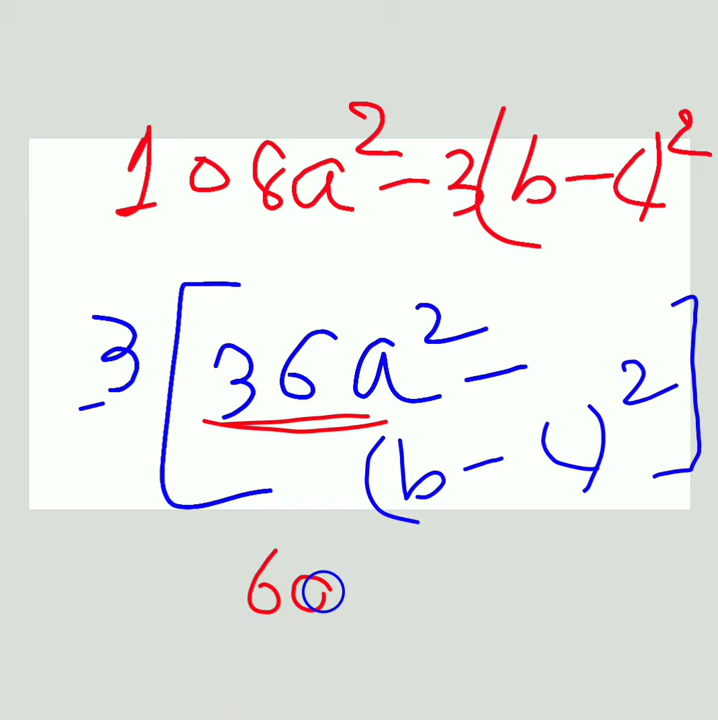 108a² - 3(b - 4)²
3[36a² -
(b - 4)²]
6a